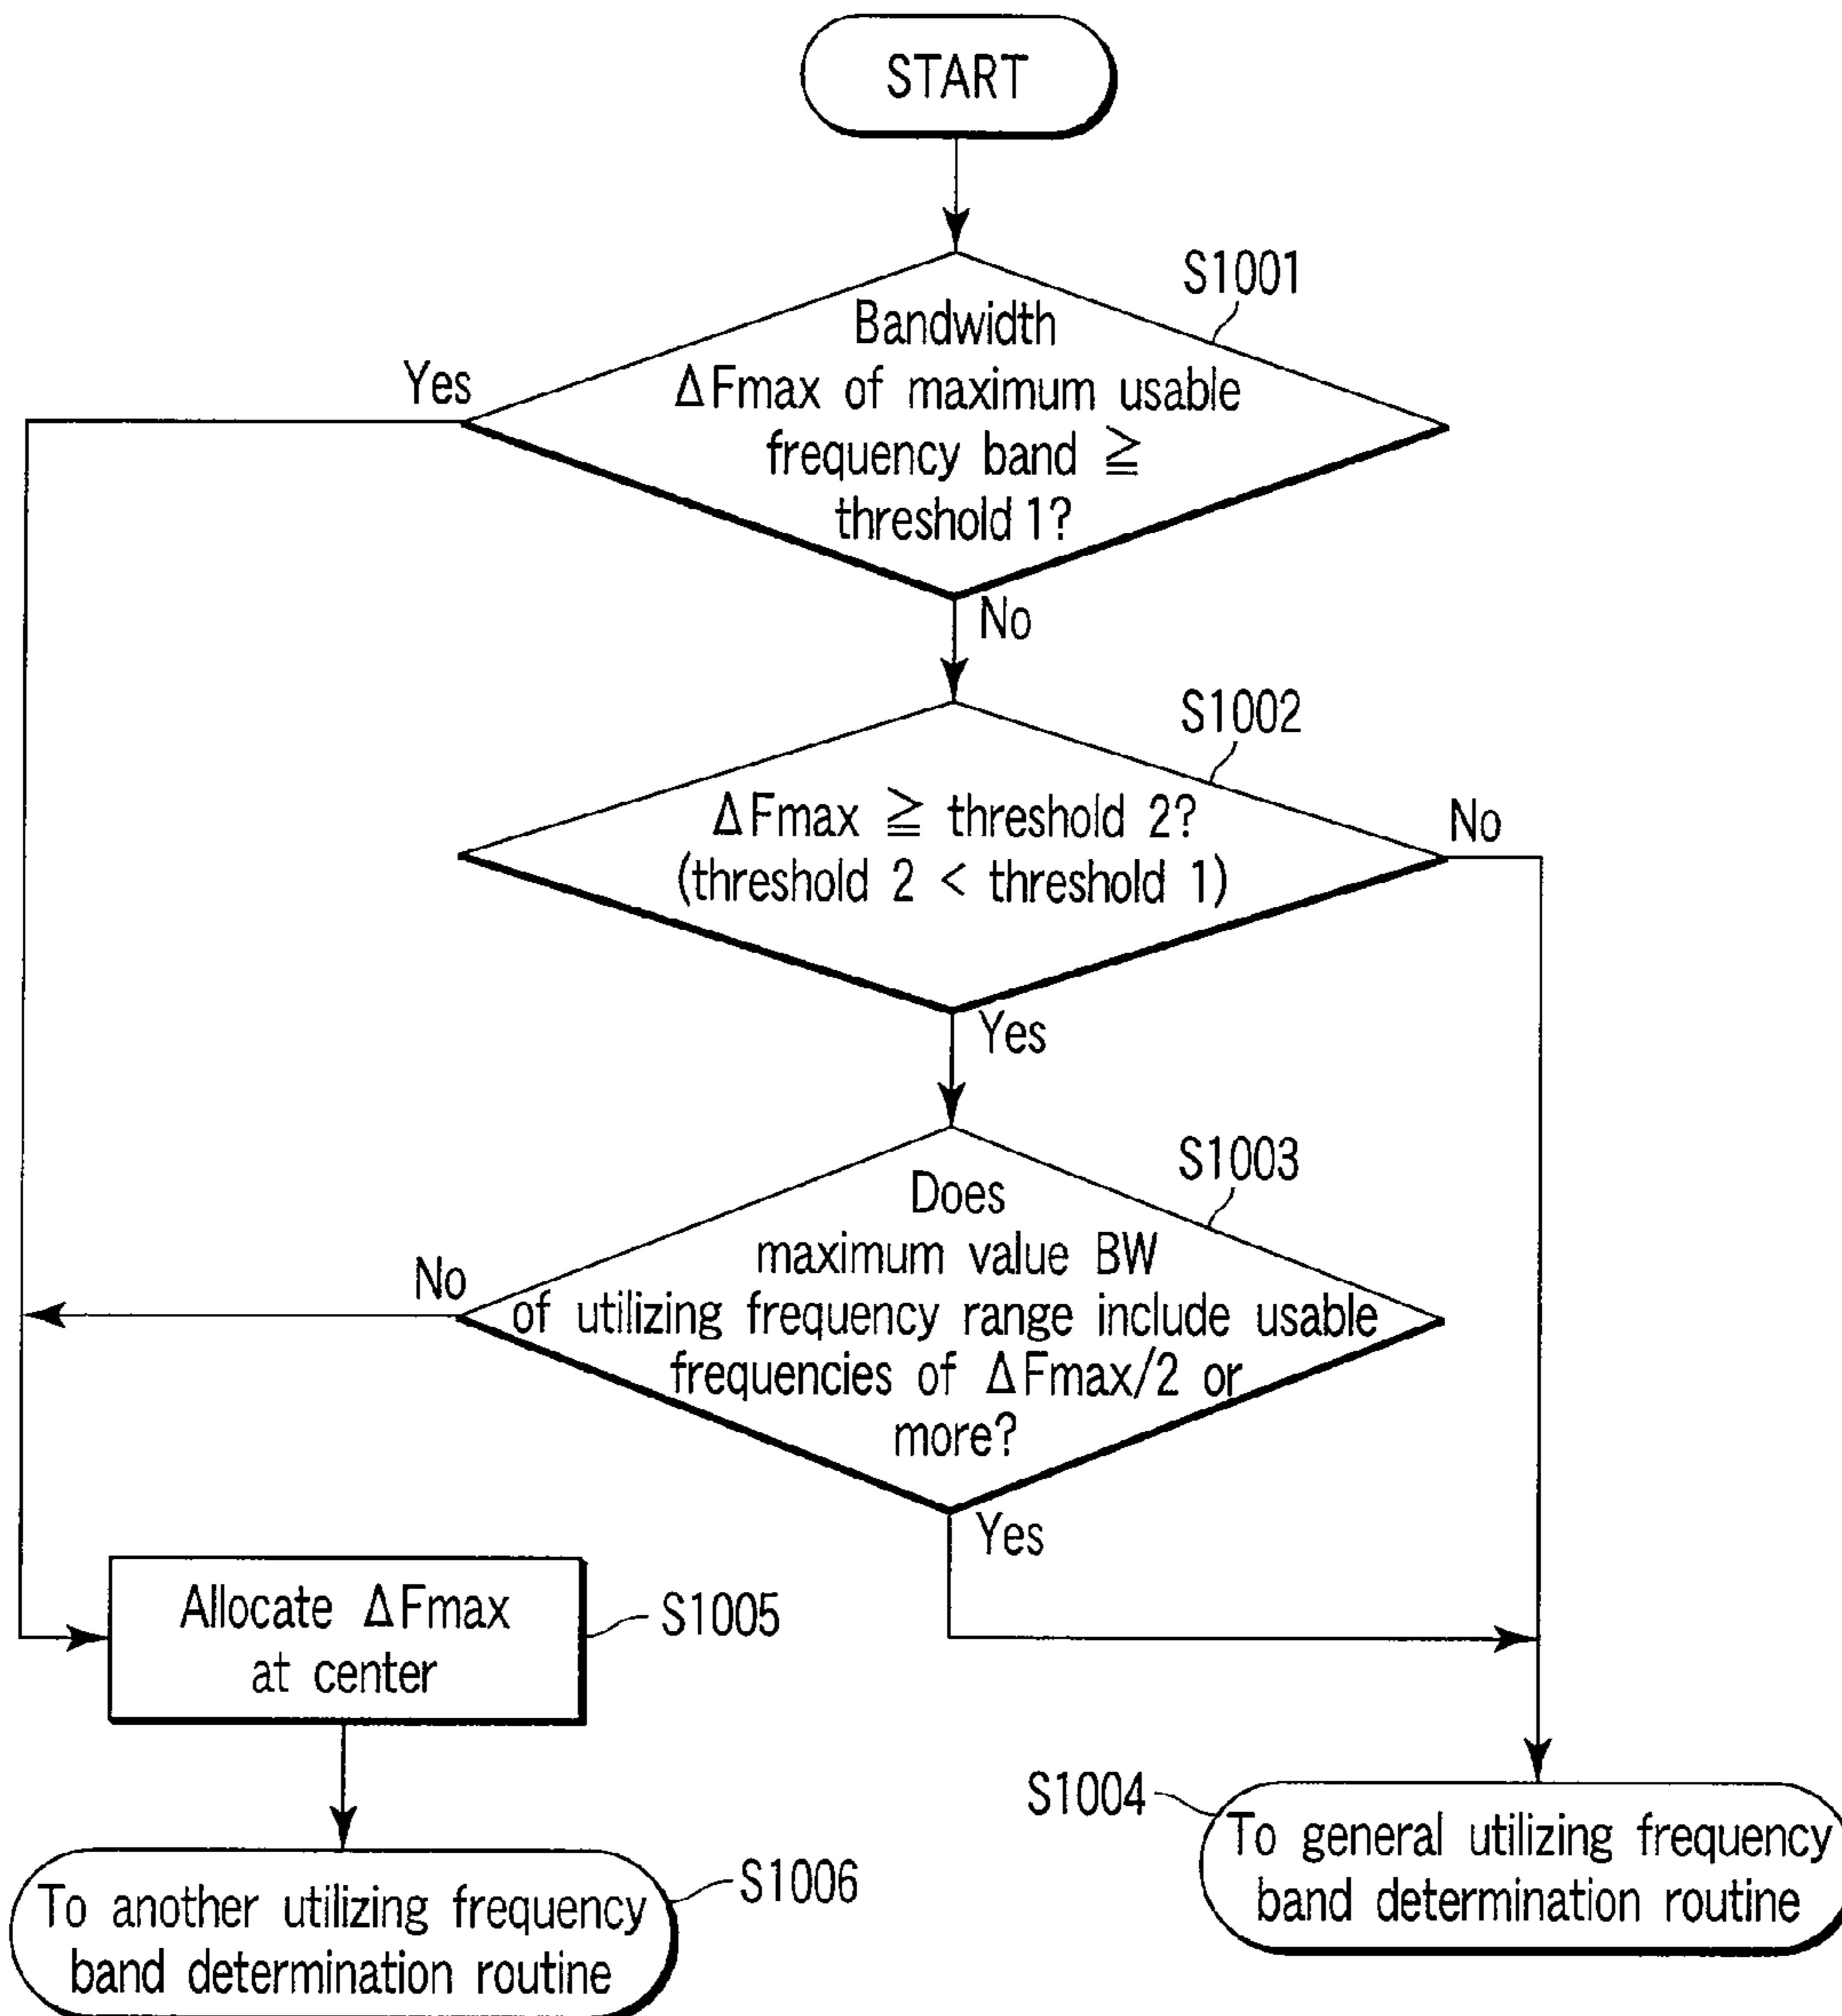 START
S1001
Bandwidth
ΔFmax of maximum usable
frequency band ≧
threshold 1?
Yes
No
S1002
ΔFmax ≧ threshold 2?
(threshold 2 < threshold 1)
No
Yes
S1003
Does
maximum value BW
of utilizing frequency range include usable
frequencies of ΔFmax/2 or
more?
No
Yes
Allocate ΔFmax
at center
S1005
S1004
To general utilizing frequency
band determination routine
S1006
To another utilizing frequency
band determination routine